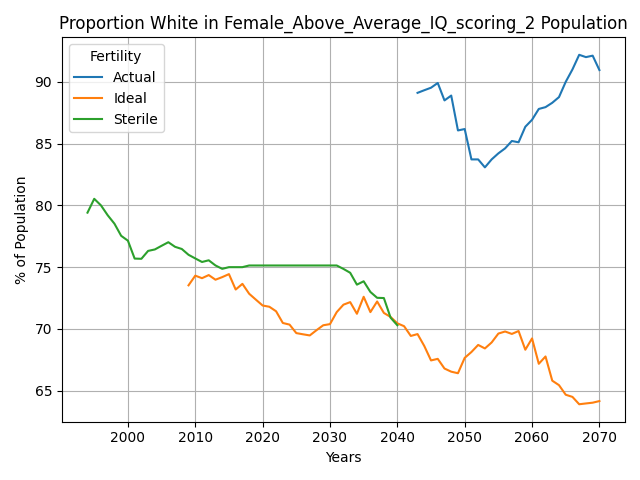 Proportion White in Female_Above_Average_IQ_scoring_2 Population
Fertility
Actual
Ideal
Sterile
% of Population
90
85
80
75
70
65
2000
2010
2020
2030
2040
2050
2060
2070
Years